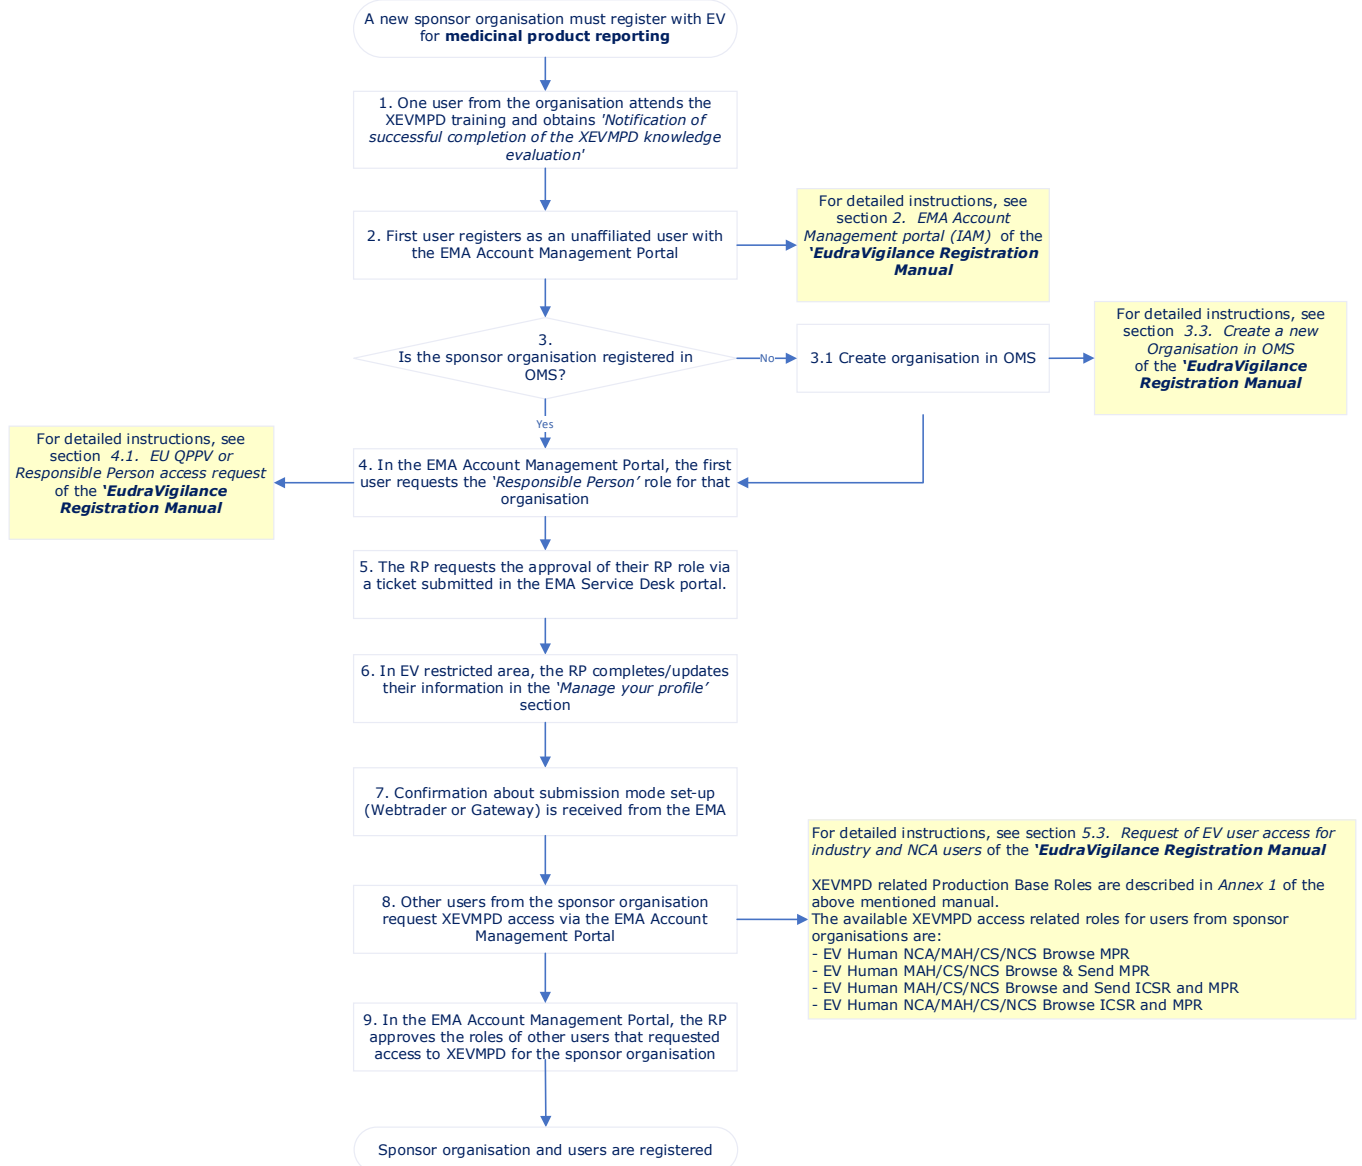 A new sponsor organisation must register with EV
for medicinal product reporting
1. One user from the organisation attends the
XEVMPD training and obtains 'Notification of
successful completion of the XEVMPD knowledge
evaluation'
2. First user registers as an unaffiliated user with
the EMA Account Management Portal
For detailed instructions, see
section 2. EMA Account
Management portal (IAM) of the
‘EudraVigilance Registration
Manual
3.
Is the sponsor organisation registered in
OMS?
No
3.1 Create organisation in OMS
For detailed instructions, see
section 3.3. Create a new
Organisation in OMS
of the ‘EudraVigilance
Registration Manual
Yes
4. In the EMA Account Management Portal, the first
user requests the ‘Responsible Person’ role for that
organisation
For detailed instructions, see
section 4.1. EU QPPV or
Responsible Person access request
of the ‘EudraVigilance
Registration Manual
5. The RP requests the approval of their RP role via
a ticket submitted in the EMA Service Desk portal.
6. In EV restricted area, the RP completes/updates
their information in the ‘Manage your profile’
section
7. Confirmation about submission mode set-up
(Webtrader or Gateway) is received from the EMA
8. Other users from the sponsor organisation
request XEVMPD access via the EMA Account
Management Portal
For detailed instructions, see section 5.3. Request of EV user access for
industry and NCA users of the ‘EudraVigilance Registration Manual
XEVMPD related Production Base Roles are described in Annex 1 of the
above mentioned manual.
The available XEVMPD access related roles for users from sponsor
organisations are:
- EV Human NCA/MAH/CS/NCS Browse MPR
- EV Human MAH/CS/NCS Browse & Send MPR
- EV Human MAH/CS/NCS Browse and Send ICSR and MPR
- EV Human NCA/MAH/CS/NCS Browse ICSR and MPR
9. In the EMA Account Management Portal, the RP
approves the roles of other users that requested
access to XEVMPD for the sponsor organisation
Sponsor organisation and users are registered